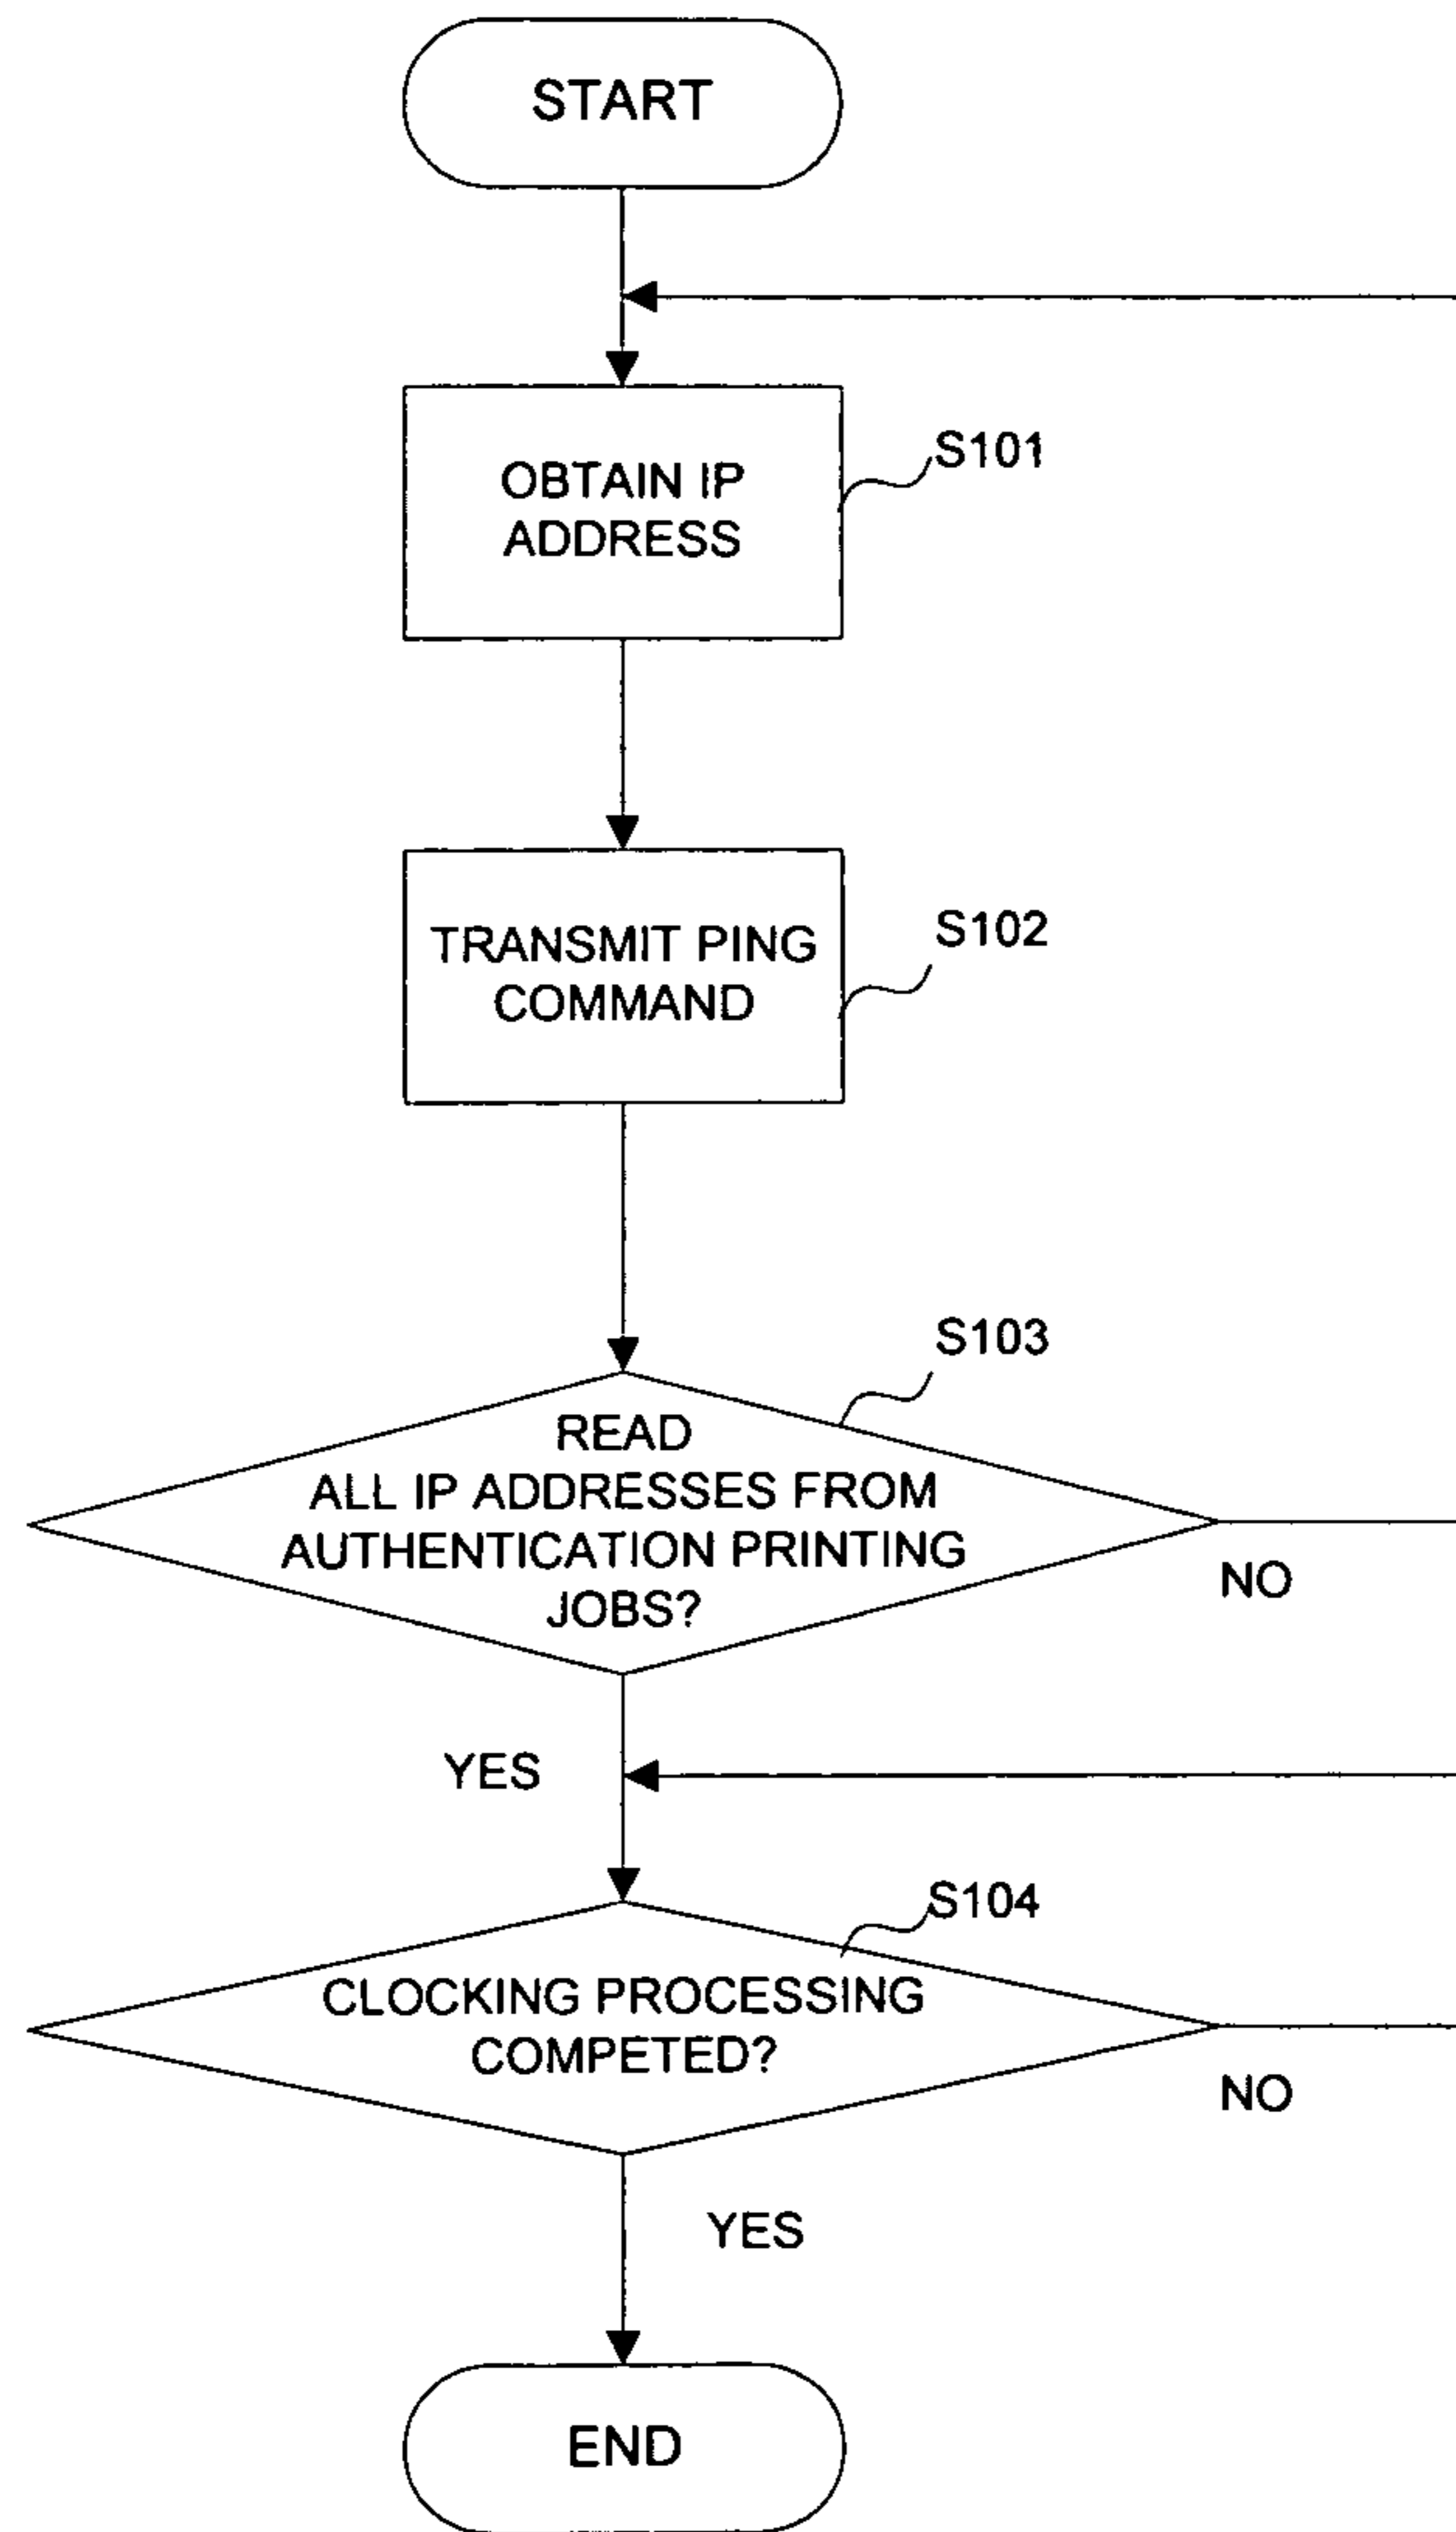 START
OBTAIN IP
ADDRESS
S101
TRANSMIT PING
COMMAND
S102
S103
READ
ALL IP ADDRESSES FROM
AUTHENTICATION PRINTING
JOBS?
NO
YES
S104
CLOCKING PROCESSING
COMPETED?
NO
YES
END